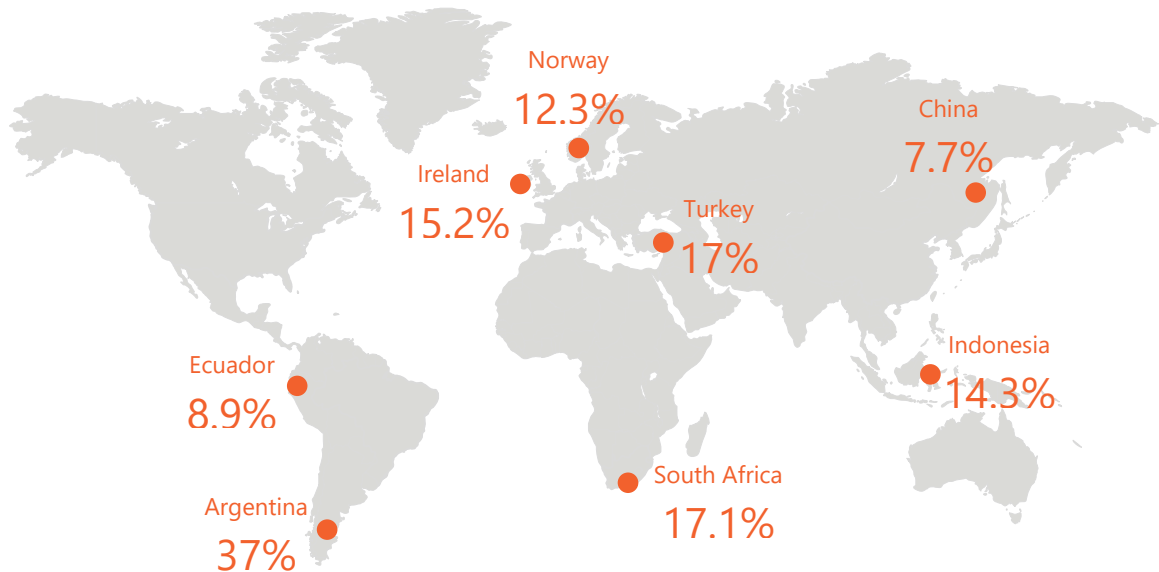 Norway
12.3%
China
7.7%
Ireland
15.2%
Turkey
17%
Indonesia
14.3%
Ecuador
8.9%
South Africa
17.1%
Argentina
37%